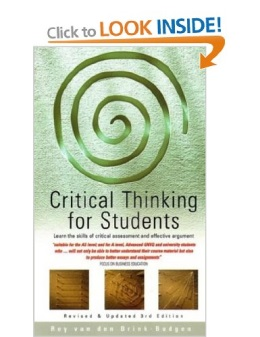 Click to LOOK INSIDE!
Critical Thinking
for Students
Learn the skills of critical assessment and effective argument
"suitable for the AS level; and for A level, Advanced GNVQ and university students
who ... will not only be able to better understand their course material but also
to produce better essays and assignments"
FOCUS ON BUSINESS EDUCATION
Revised & Updated 3rd Edition
Roy van den Brink-Budgen